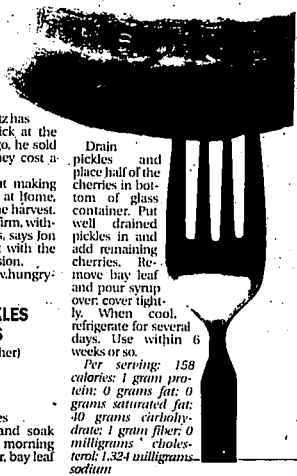 tz has
ick at the
go, he sold
hey cost a
at making
at home,
e harvest.
firm, with-
s, says Jon
t with the
sion.
w.hungry-
KLES
S
her)
es
and soak
morning
r, bay leaf
Drain
pickles and
place half of the
cherries in bot-
tom of glass
container. Put
well drained
pickles in and
add remaining
cherries. Re-
move bay leaf
and pour syrup
over; cover tight-
ly. When cool,
refrigerate for several
days. Use within 6
weeks or so.
Per serving: 158
calories; 1 gram pro-
tein; 0 grams fat; 0
grams saturated fat;
40 grams carbohy-
drate; 1 gram fiber; 0
milligrams choles-
terol; 1,324 milligrams
sodium